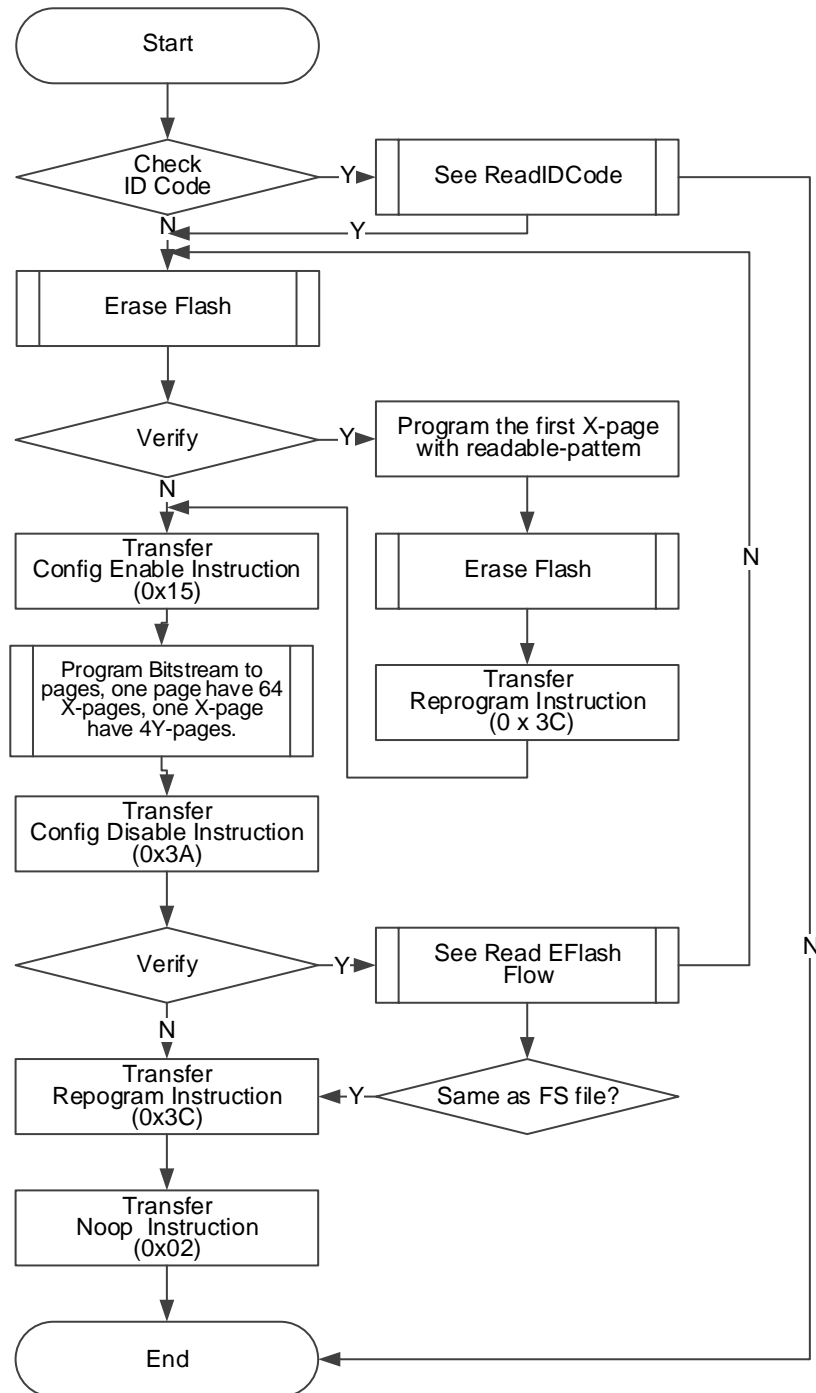 Start
Check
ID Code
Y
See ReadIDCode
N
Y
Erase Flash
Verify
Y
Program the first X-page
with readable-pattem
N
Transfer
Config Enable Instruction
(0x15)
Erase Flash
N
Program Bitstream to
pages, one page have 64
X-pages, one X-page
have 4Y-pages.
Transfer
Reprogram Instruction
(0 x 3C)
Transfer
Config Disable Instruction
(0x3A)
Verify
Y
See Read EFlash
Flow
N
N
Transfer
Repogram Instruction
(0x3C)
Y
Same as FS file?
Transfer
Noop Instruction
(0x02)
End